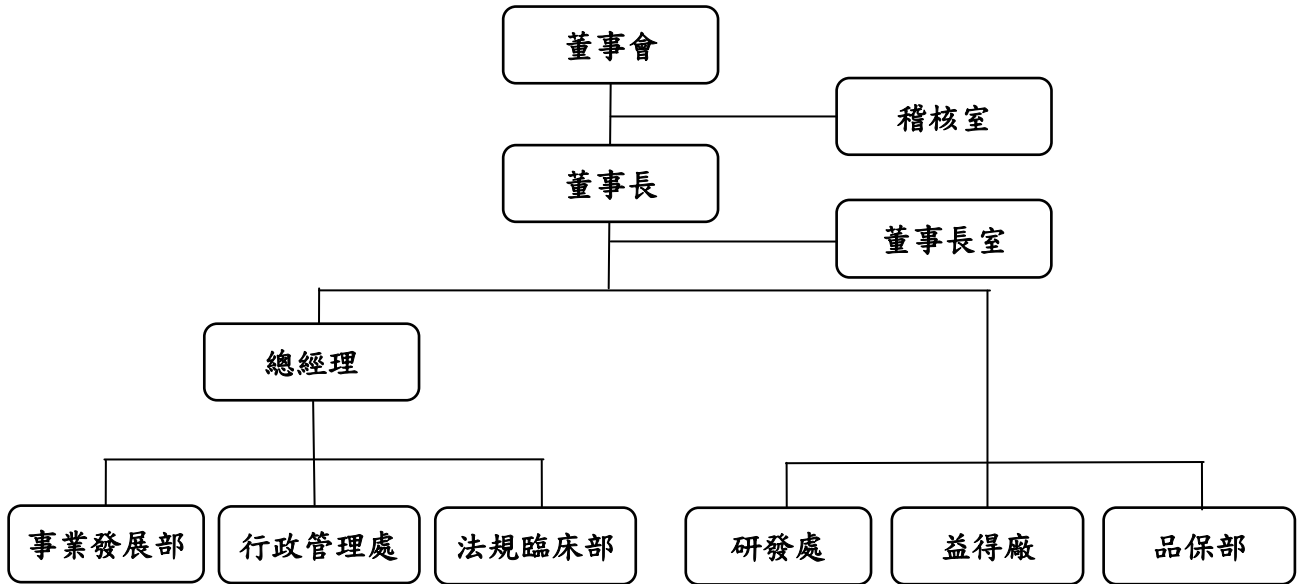 董事會
稽核室
董事長
董事長室
總經理
事業發展部
行政管理處
法規臨床部
研發處
益得廠
品保部